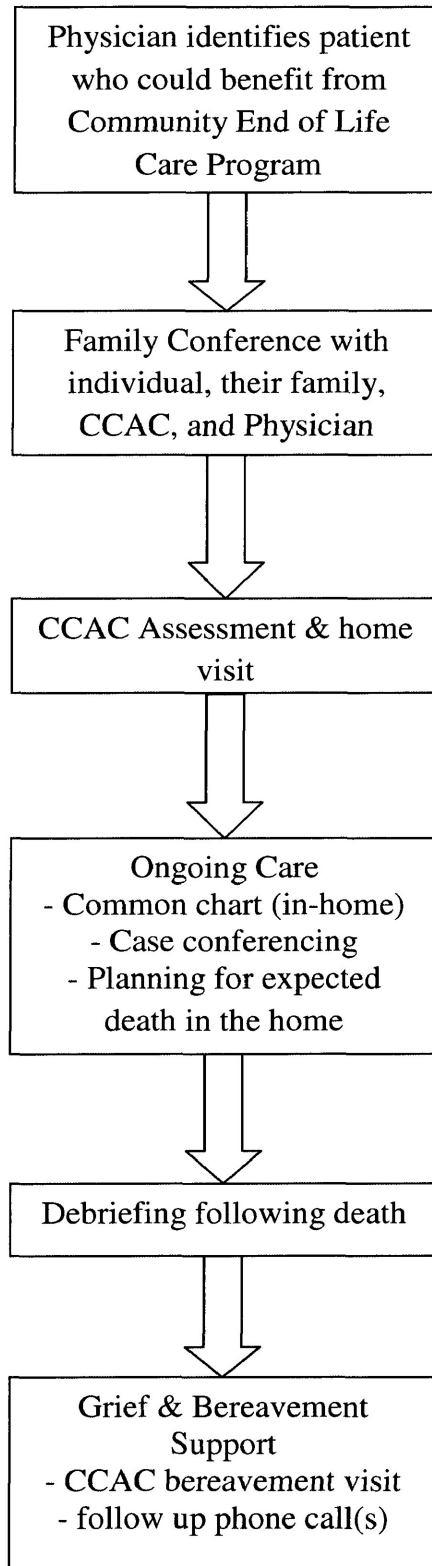 Physician identifies patient
who could benefit from
Community End of Life
Care Program
Family Conference with
individual, their family,
CCAC, and Physician
CCAC Assessment & home
visit
Ongoing Care
- Common chart (in-home)
- Case conferencing
- Planning for expected
death in the home
Debriefing following death
Grief & Bereavement
Support
- CCAC bereavement visit
- follow up phone call(s)